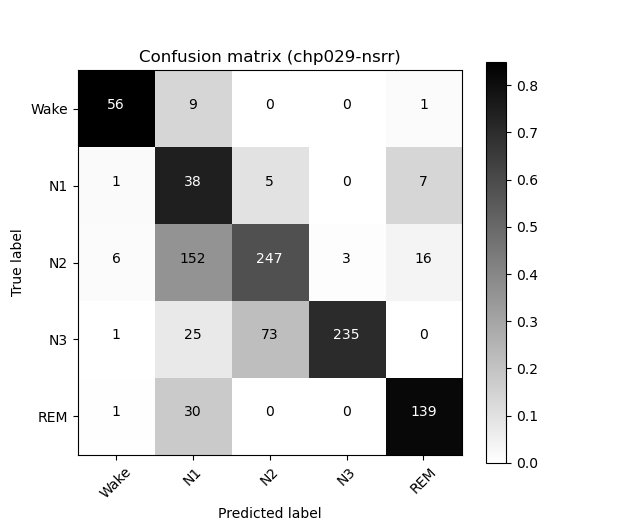 Confusion matrix (chp029-nsrr)
True label
Wake 56 9 0 0 1
N1 1 38 5 0 7
N2 6 152 247 3 16
N3 1 25 73 235 0
REM 1 30 0 0 139
Wake N1 N2 N3 REM
Predicted label
0.8
0.7
0.6
0.5
0.4
0.3
0.2
0.1
0.0